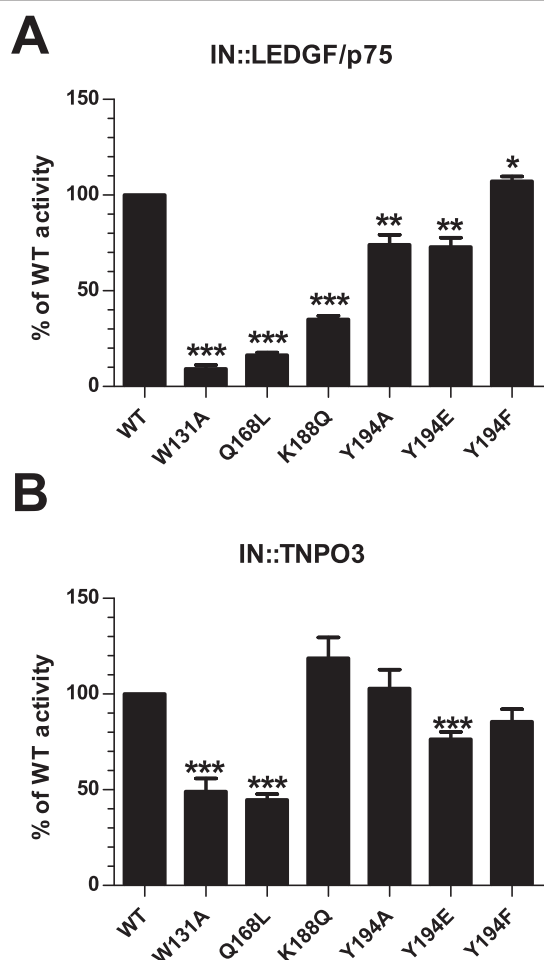 A
IN::LEDGF/p75
% of WT activity
150
100
50
0
***
***
***
**
**
*
WT
W131A
Q168L
K188Q
Y194A
Y194E
Y194F
B
IN::TNPO3
% of WT activity
150
100
50
0
***
***
***
WT
W131A
Q168L
K188Q
Y194A
Y194E
Y194F